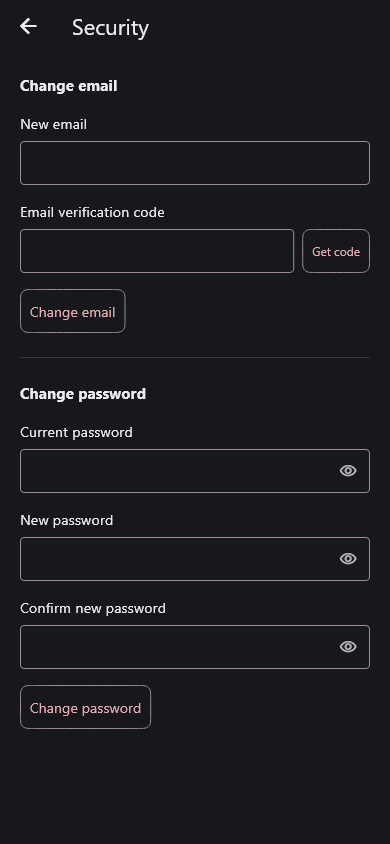 Security
Change email
New email
Email verification code
Get code
Change email
Change password
Current password
New password
Confirm new password
Change password